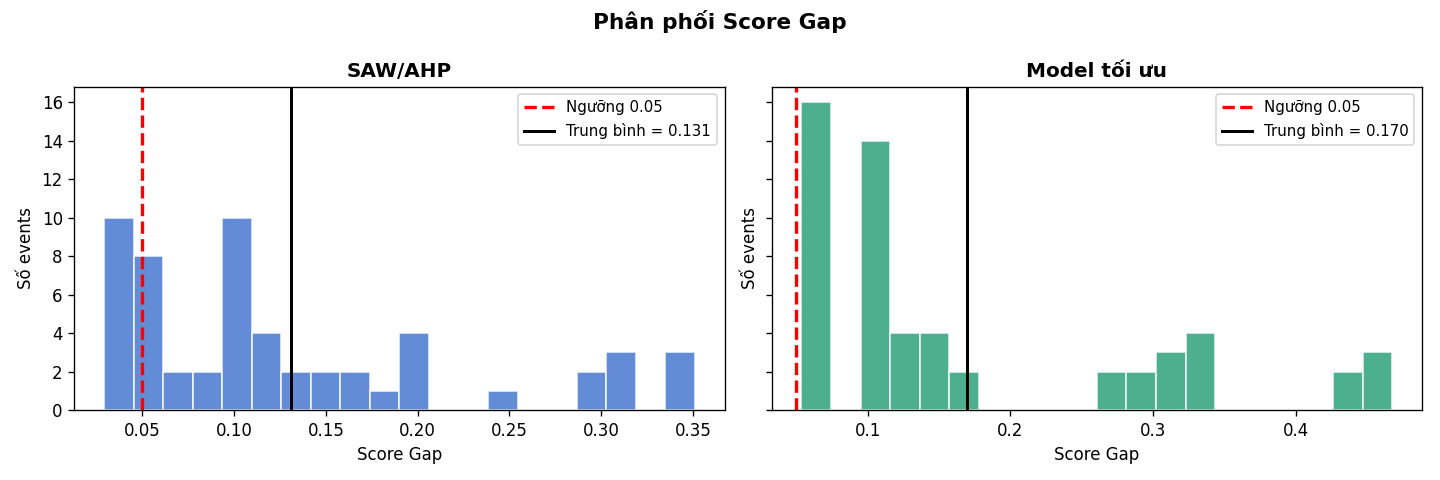 Phân phối Score Gap
SAW/AHP
Số events
16
14
12
10
8
6
4
2
0
Ngưỡng 0.05
Trung bình = 0.131
0.05
0.10
0.15
0.20
0.25
0.30
0.35
Score Gap
Model tối ưu
Số events
Ngưỡng 0.05
Trung bình = 0.170
0.1
0.2
0.3
0.4
Score Gap